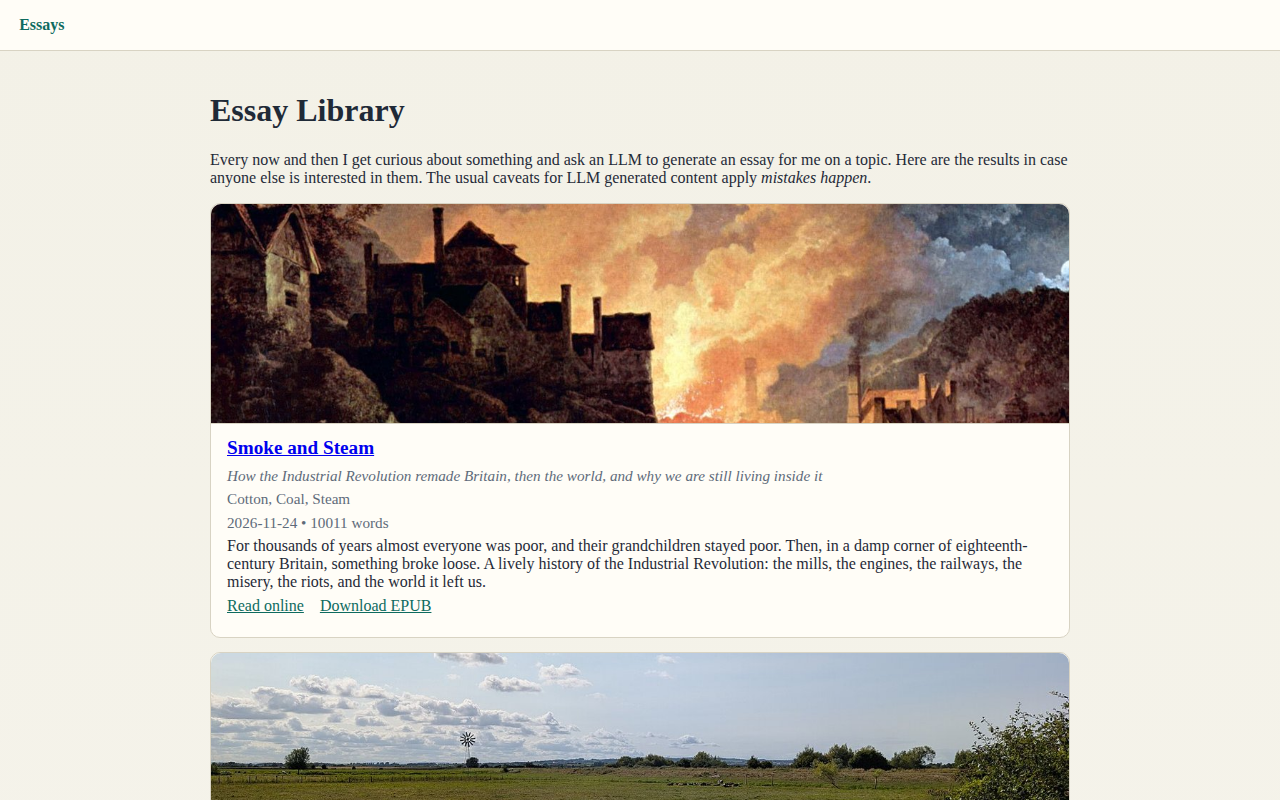 Essays
Essay Library
Every now and then I get curious about something and ask an LLM to generate an essay for me on a topic. Here are the results in case
anyone else is interested in them. The usual caveats for LLM generated content apply mistakes happen.
Smoke and Steam
How the Industrial Revolution remade Britain, then the world, and why we are still living inside it
Cotton, Coal, Steam
2026-11-24 • 10011 words
For thousands of years almost everyone was poor, and their grandchildren stayed poor. Then, in a damp corner of eighteenth-
century Britain, something broke loose. A lively history of the Industrial Revolution: the mills, the engines, the railways, the
misery, the riots, and the world it left us.
Read online Download EPUB